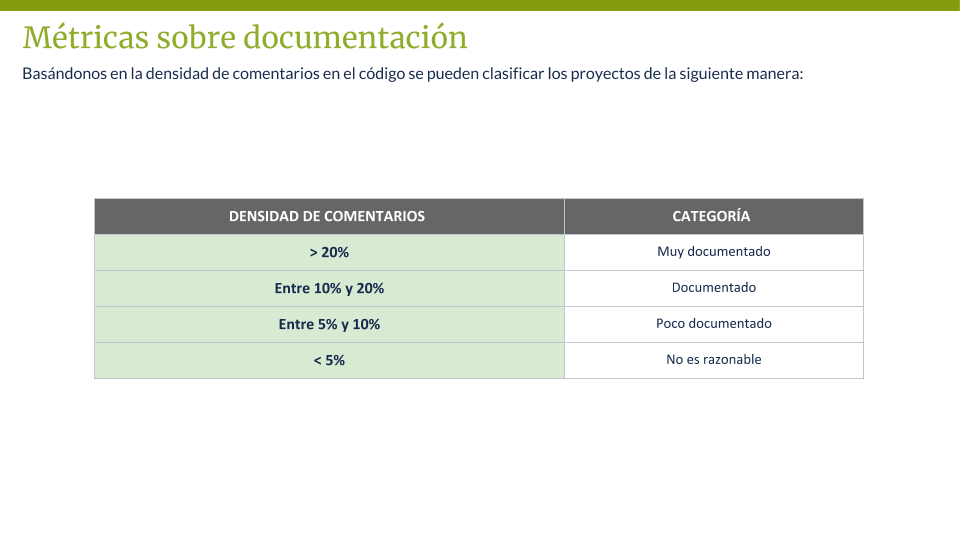 Métricas sobre documentación
Basándonos en la densidad de comentarios en el código se pueden clasificar los proyectos de la siguiente manera:
DENSIDAD DE COMENTARIOS CATEGORÍA
> 20% Muy documentado
Entre 10% y 20% Documentado
Entre 5% y 10% Poco documentado
< 5% No es razonable